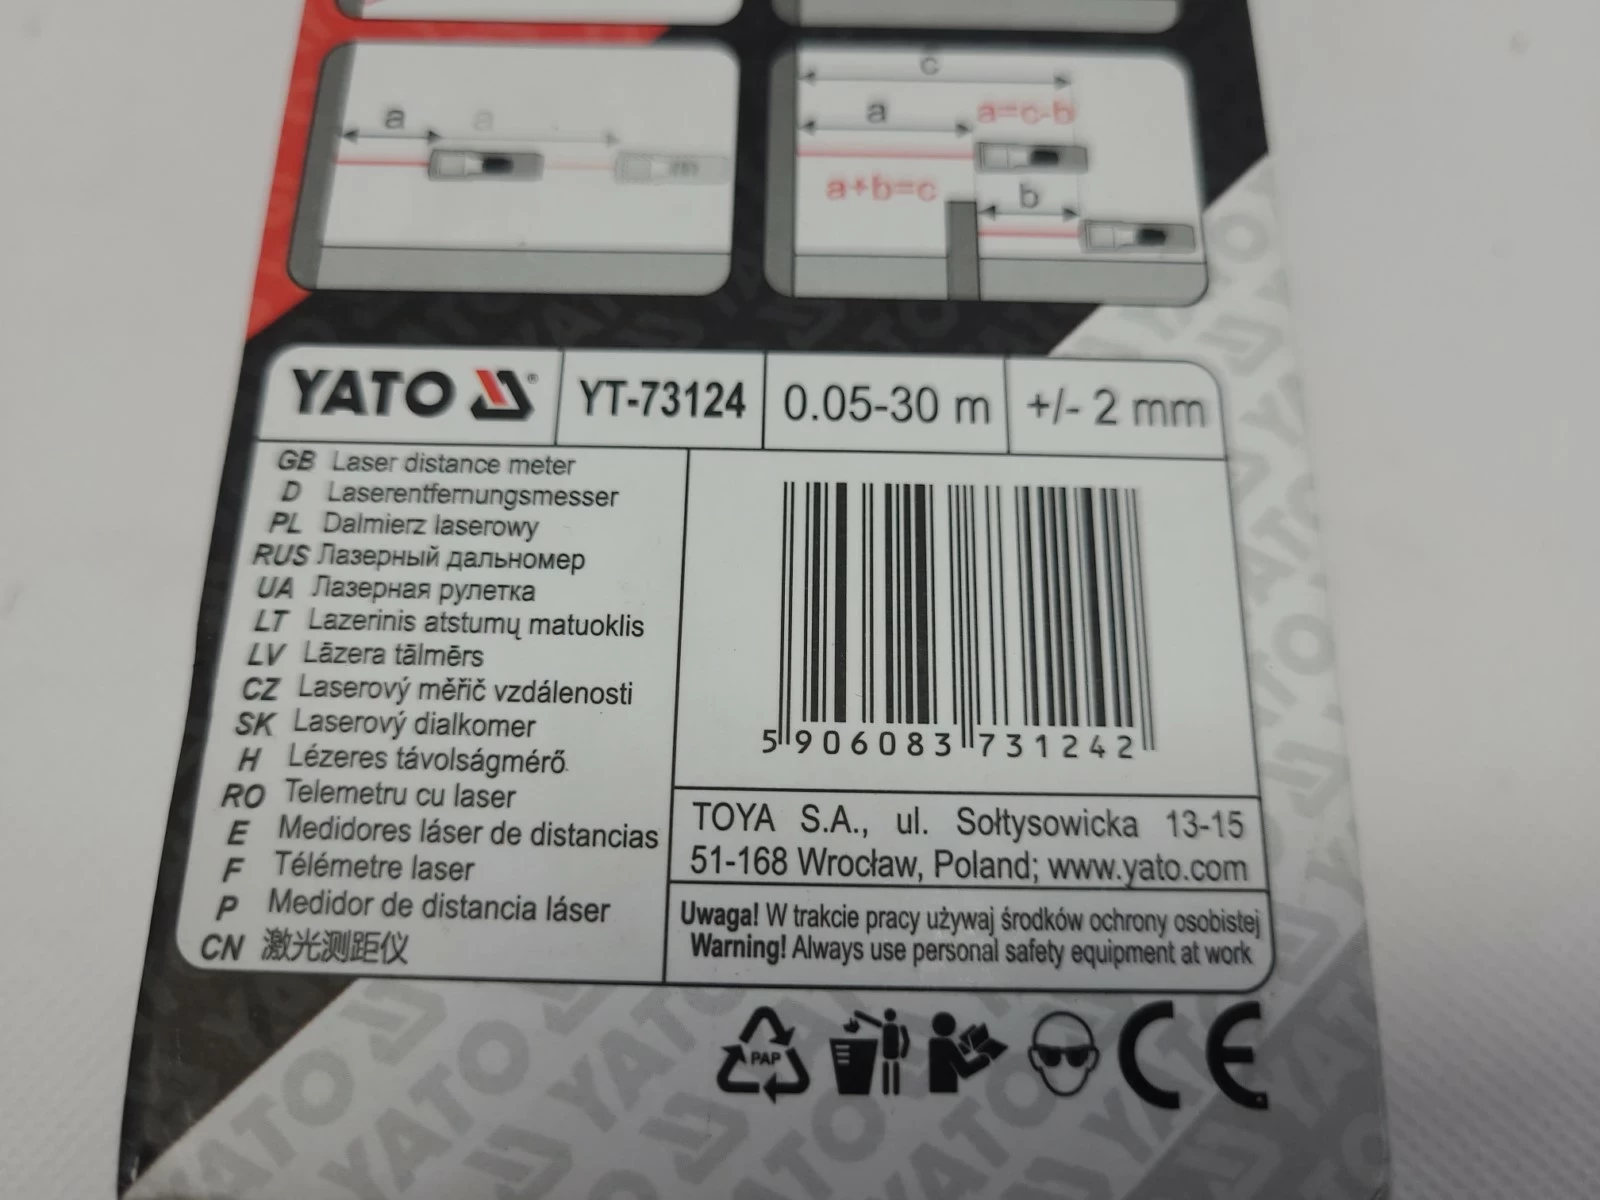 c
a
a
a
a=c-b
a+b=c
b
YATO ® YT-73124 0.05-30 m +/- 2 mm
GB Laser distance meter
D Laserentfernungsmesser
PL Dalmierz laserowy
RUS Лазерный дальномер
UA Лазерная рулетка
LT Lazerinis atstumų matuoklis
LV Lāzera tālmērs
CZ Laserový měřič vzdálenosti
SK Laserový dialkomer
H Lézeres távolságmérő
RO Telemetru cu laser
E Medidores láser de distancias
F Télémetre laser
P Medidor de distancia láser
CN 激光测距仪
5 906083 731242
TOYA S.A., ul. Sołtysowicka 13-15
51-168 Wrocław, Poland; www.yato.com
Uwaga! W trakcie pracy używaj środków ochrony osobistej
Warning! Always use personal safety equipment at work
PAP
CE